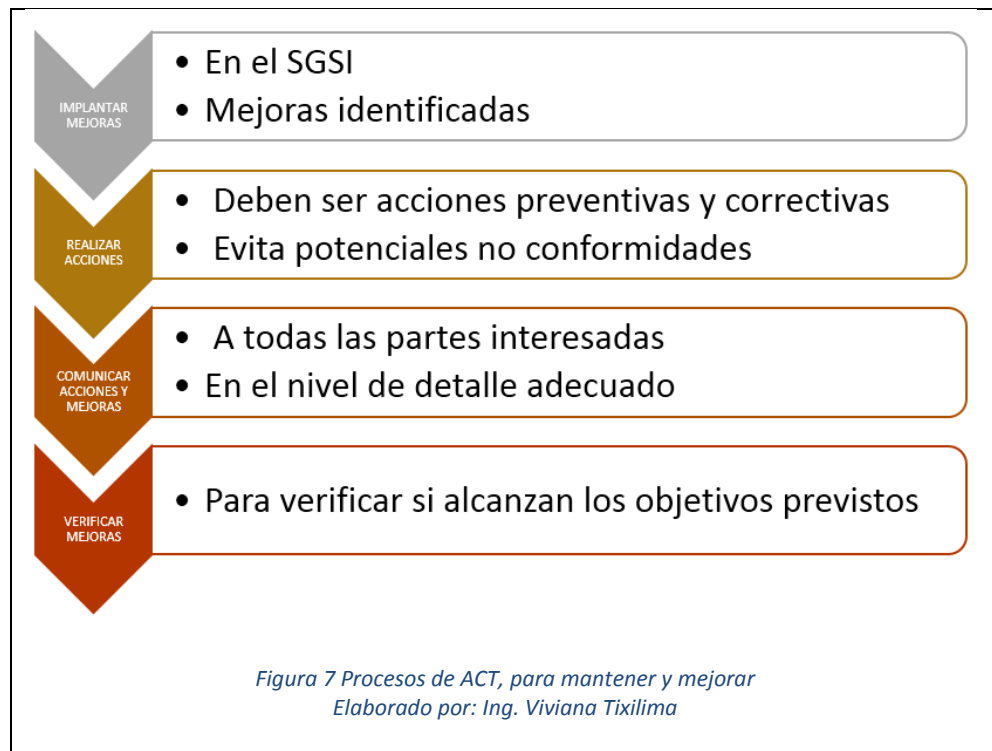 IMPLANTAR
MEJORAS
• En el SGSI
• Mejoras identificadas
REALIZAR
ACCIONES
• Deben ser acciones preventivas y correctivas
• Evita potenciales no conformidades
COMUNICAR
ACCIONES Y
MEJORAS
• A todas las partes interesadas
• En el nivel de detalle adecuado
VERIFICAR
MEJORAS
• Para verificar si alcanzan los objetivos previstos
Figura 7 Procesos de ACT, para mantener y mejorar
Elaborado por: Ing. Viviana Tixilima